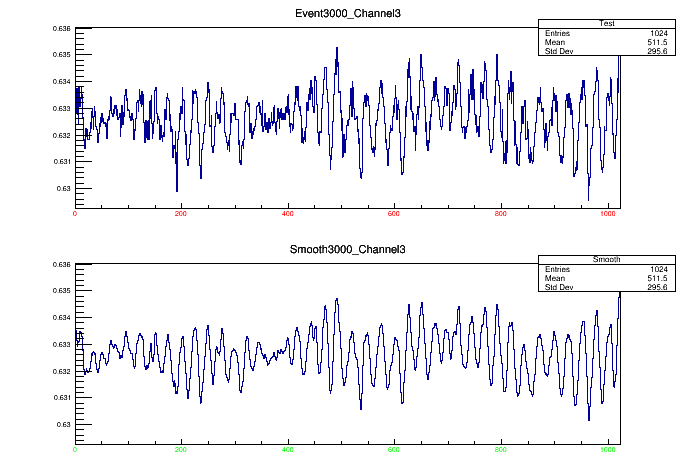 Event3000_Channel3
Test
Entries 1024
Mean 511.5
Std Dev 295.6
0.636
0.635
0.634
0.633
0.632
0.631
0.63
0 200 400 600 800 1000
Smooth3000_Channel3
Smooth
Entries 1024
Mean 511.5
Std Dev 295.6
0.636
0.635
0.634
0.633
0.632
0.631
0.63
0 200 400 600 800 1000